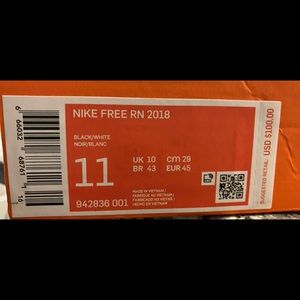 NIKE FREE RN 2018
BLACK/WHITE
NOIR/BLANC
11
UK 10 cm 29
BR 43 EUR 45
942836 001
MADE IN VIETNAM /
FABRIQUÉ AU VIETNAM /
FABRICADO NO VIETNÃ /
HECHO EN VIETNAM
SUGGESTED RETAIL USD $100.00